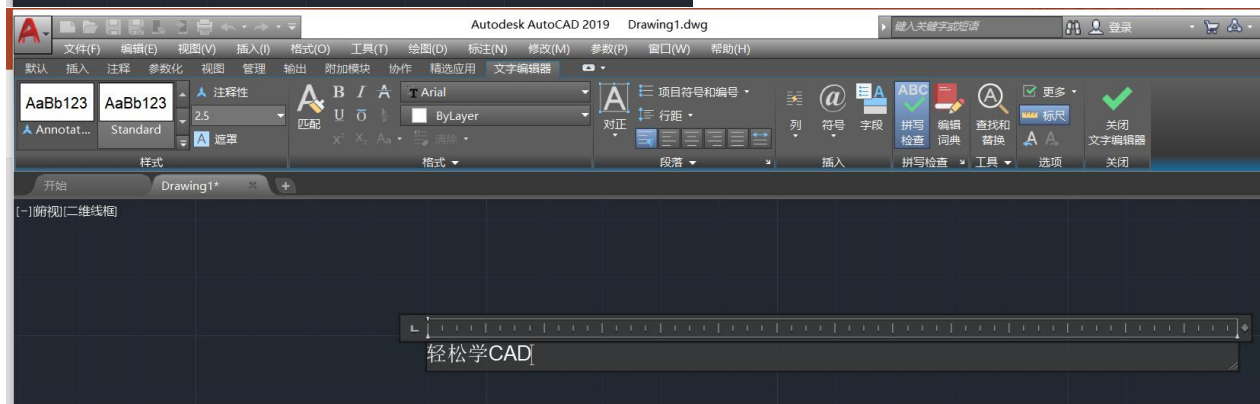 Autodesk AutoCAD 2019 Drawing1.dwg 键入关键字或短语 登录
文件(F) 编辑(E) 视图(V) 插入(I) 格式(O) 工具(T) 绘图(D) 标注(N) 修改(M) 参数(P) 窗口(W) 帮助(H)
默认 插入 注释 参数化 视图 管理 输出 附加模块 协作 精选应用 文字编辑器
AaBb123 AaBb123 注释性 B I A Arial A 项目符号和编号 @ A ABC A 更多
2.5 匹配 U O ByLayer 对正 行距 列 符号 字段 拼写 编辑 查找和 标尺 关闭
Annotat... Standard A 遮罩 X² X₂ Aa 清除 检查 词典 替换 A A 文字编辑器
样式 格式 段落 插入 拼写检查 工具 选项 关闭
开始 Drawing1* +
[-][俯视][二维线框]
轻松学CAD